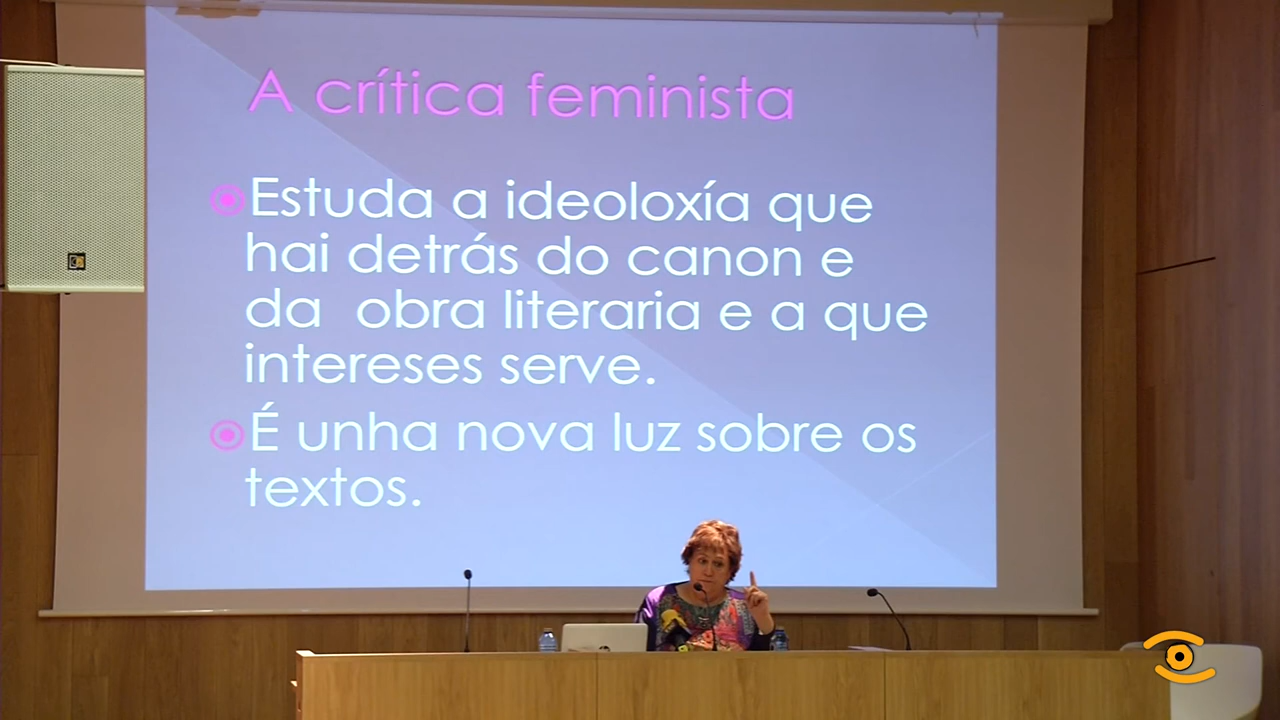 A crítica feminista
Estuda a ideoloxía que
hai detrás do canon e
da obra literaria e a que
intereses serve.
É unha nova luz sobre os
textos.